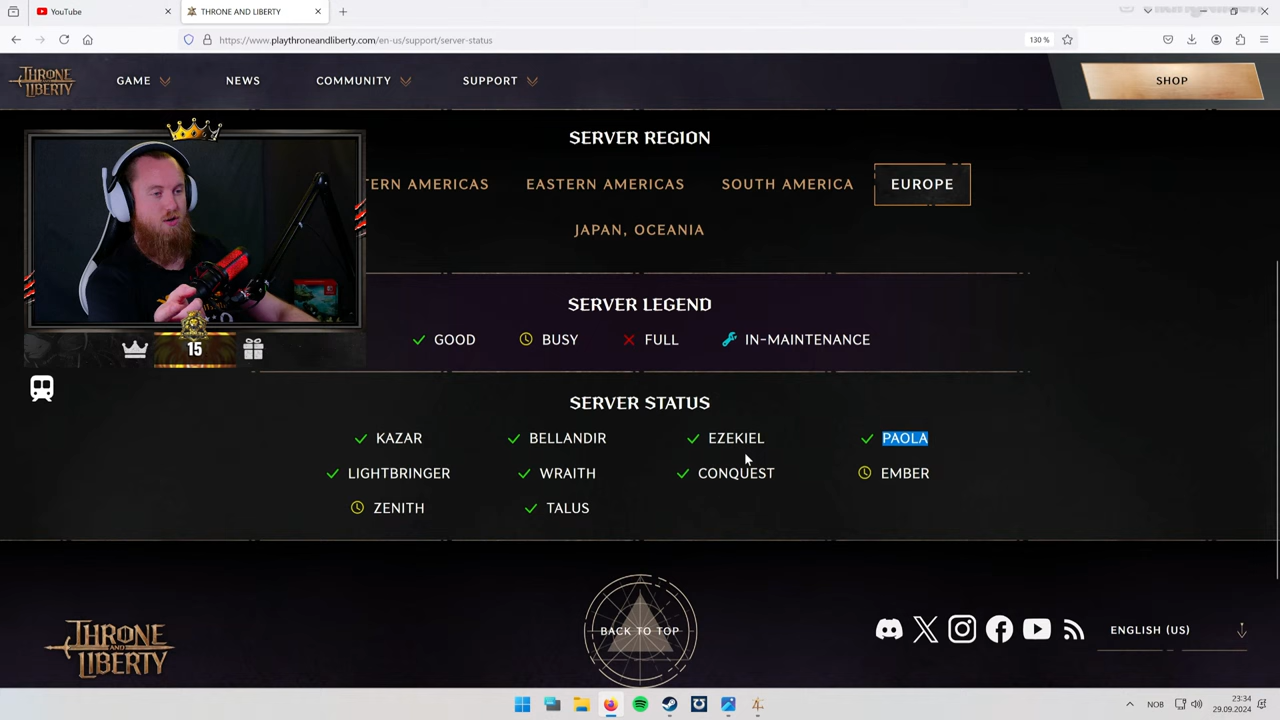 YouTube
THRONE AND LIBERTY
https://www.playthroneandliberty.com/en-us/support/server-status
130 %
THRONE AND LIBERTY
GAME
NEWS
COMMUNITY
SUPPORT
SHOP
SERVER REGION
TERN AMERICAS
EASTERN AMERICAS
SOUTH AMERICA
EUROPE
JAPAN, OCEANIA
SERVER LEGEND
GOOD
BUSY
FULL
IN-MAINTENANCE
15
SERVER STATUS
KAZAR
BELLANDIR
EZEKIEL
PAOLA
LIGHTBRINGER
WRAITH
CONQUEST
EMBER
ZENITH
TALUS
THRONE
AND
LIBERTY
BACK TO TOP
ENGLISH (US)
NOB
23:34
29.09.2024